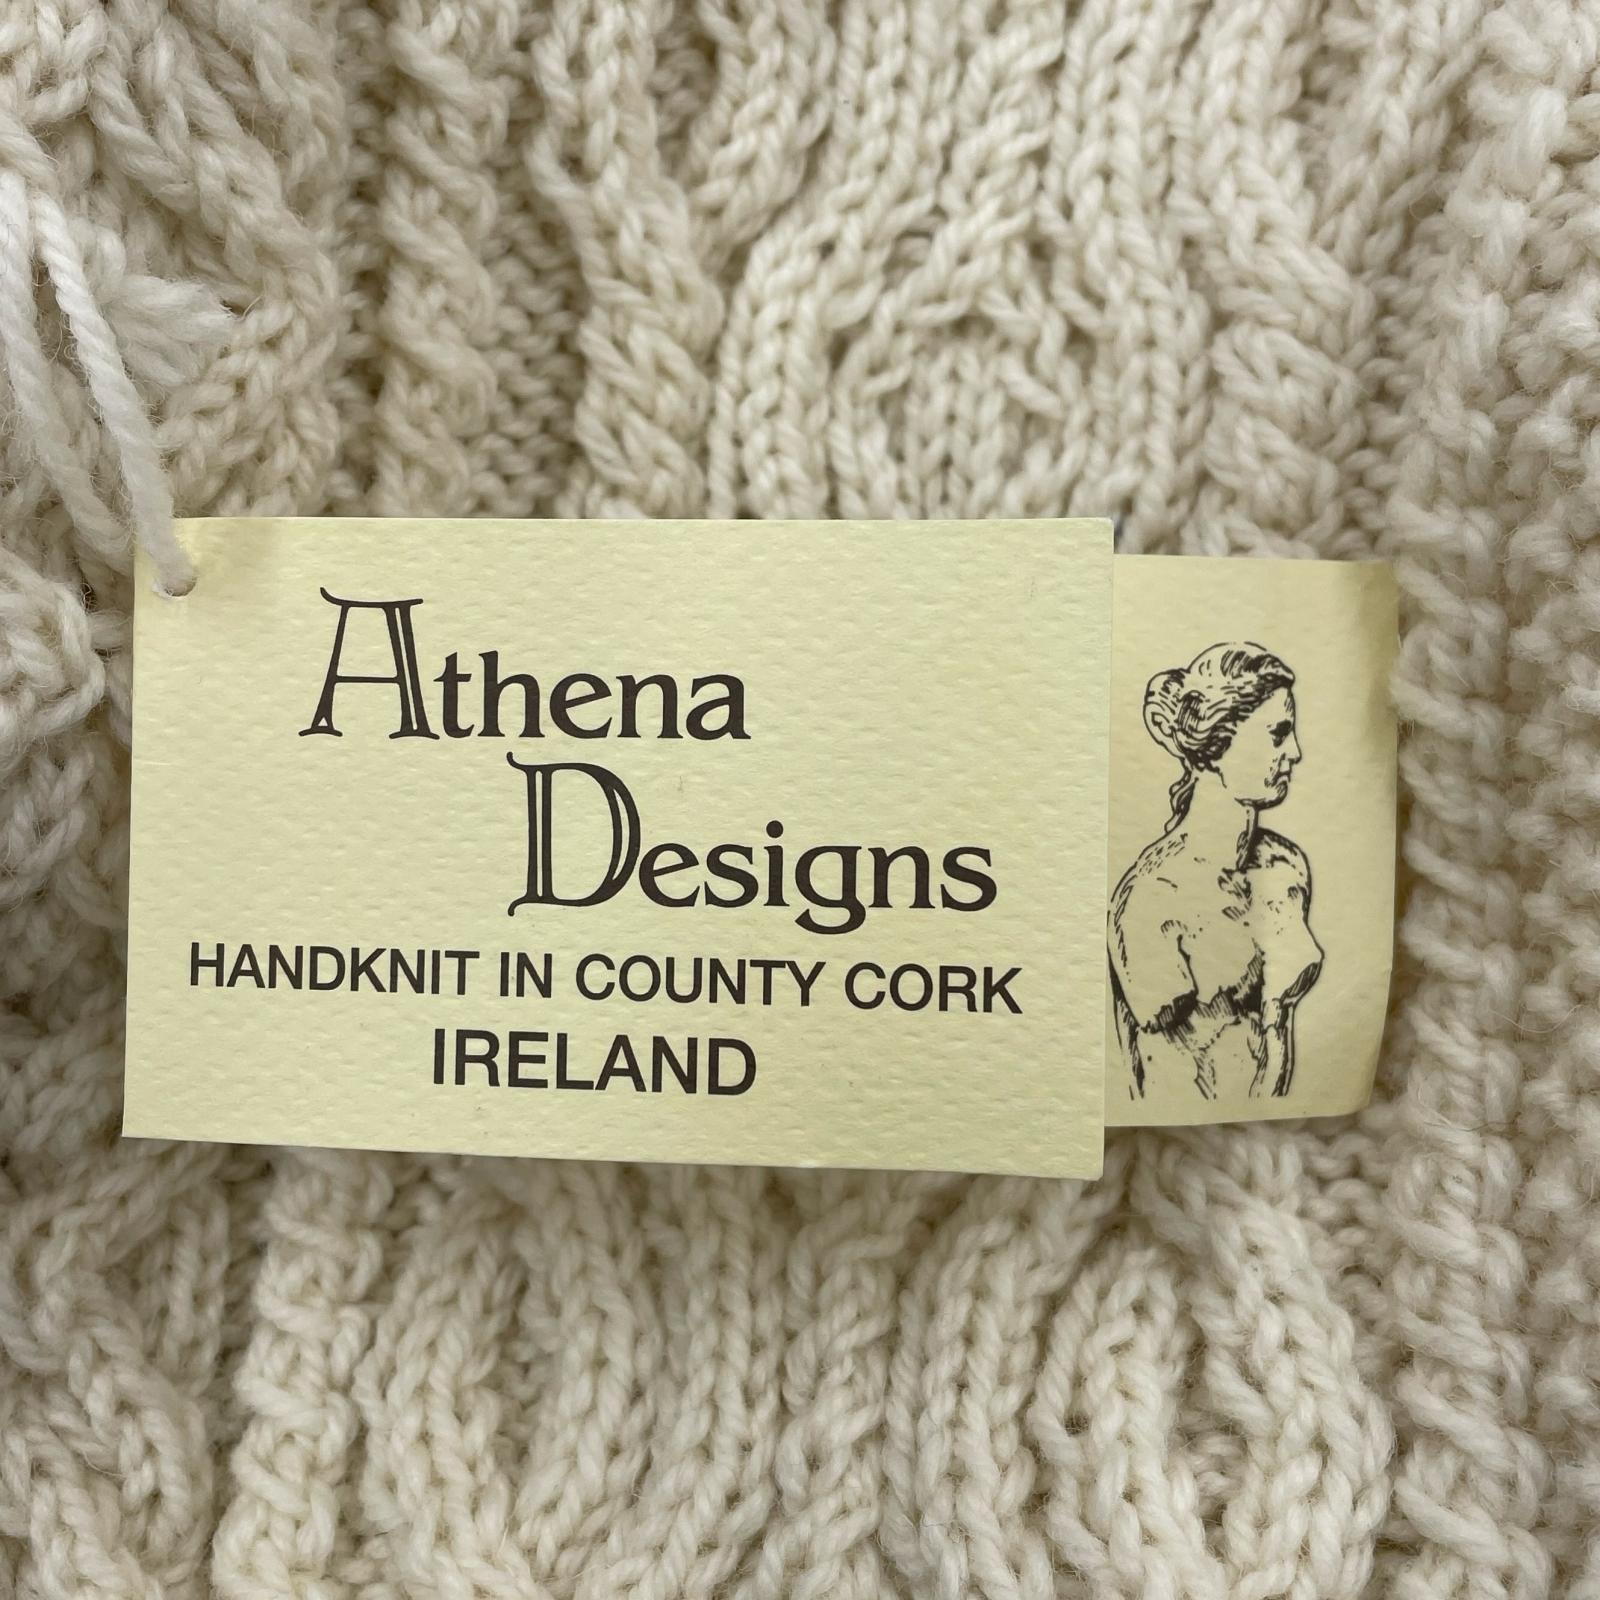 Athena
Designs
HANDKNIT IN COUNTY CORK
IRELAND